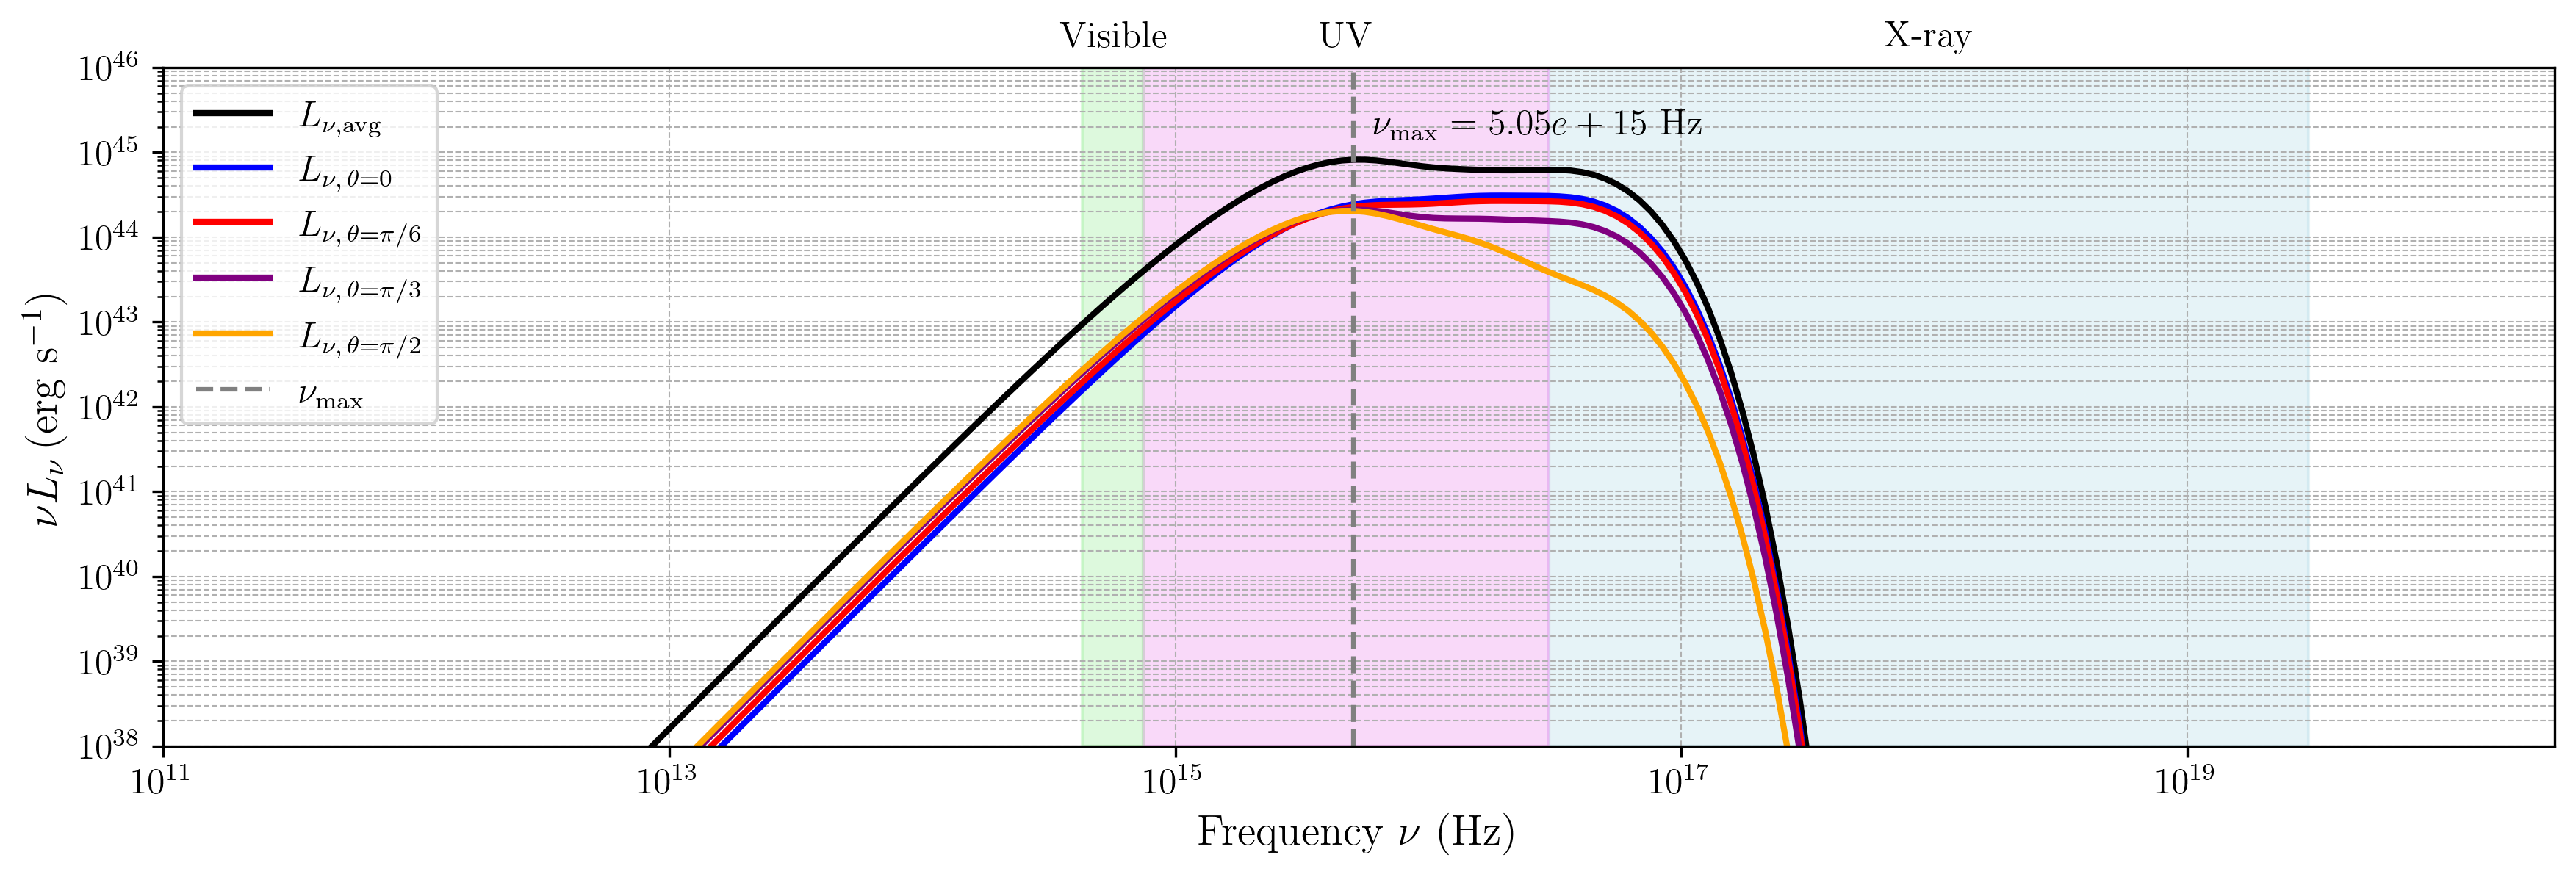 Visible UV X-ray
10^46
10^45
10^44
10^43
10^42
10^41
10^40
10^39
10^38
νL_ν (erg s^−1)
L_ν,avg
L_ν, θ=0
L_ν, θ=π/6
L_ν, θ=π/3
L_ν, θ=π/2
ν_max
ν_max = 5.05e + 15 Hz
10^11 10^13 10^15 10^17 10^19
Frequency ν (Hz)